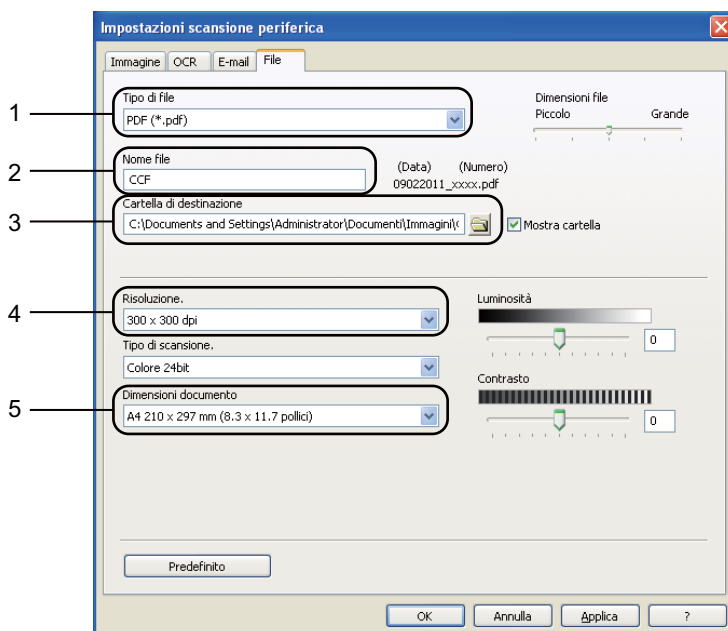 Impostazioni scansione periferica
Immagine OCR E-mail File
1
Tipo di file
PDF (*.pdf)
Dimensioni file
Piccolo Grande
2
Nome file
CCF
(Data) (Numero)
09022011_xxxx.pdf
3
Cartella di destinazione
C:\Documents and Settings\Administrator\Documenti\Immagini\
Mostra cartella
4
Risoluzione.
300 x 300 dpi
Tipo di scansione.
Colore 24bit
5
Dimensioni documento
A4 210 x 297 mm (8.3 x 11.7 pollici)
Luminosità
0
Contrasto
0
Predefinito
OK Annulla Applica ?